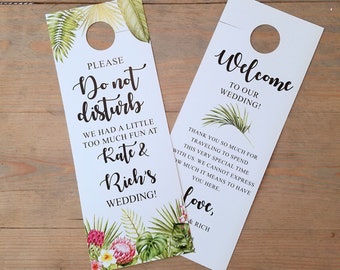 PLEASE
Do not
disturb
WE HAD A LITTLE
TOO MUCH FUN AT
Kate &
Rich's
WEDDING!
Welcome
TO OUR
WEDDING!
THANK YOU SO MUCH FOR
TRAVELING TO SPEND
THIS VERY SPECIAL TIME
WITH US. WE CANNOT EXPRESS
HOW MUCH IT MEANS TO HAVE
YOU HERE.
Love,
& RICH